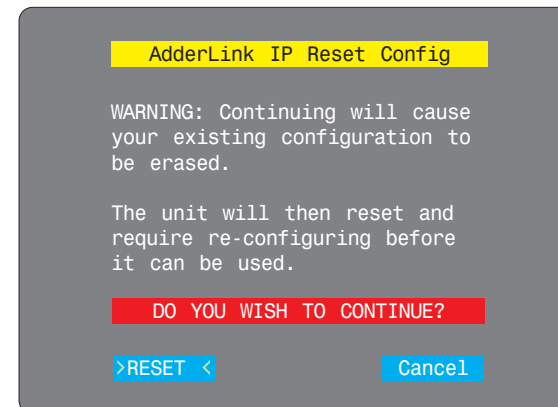 AdderLink IP Reset Config
WARNING: Continuing will cause
your existing configuration to
be erased.
The unit will then reset and
require re-configuring before
it can be used.
DO YOU WISH TO CONTINUE?
>RESET < Cancel